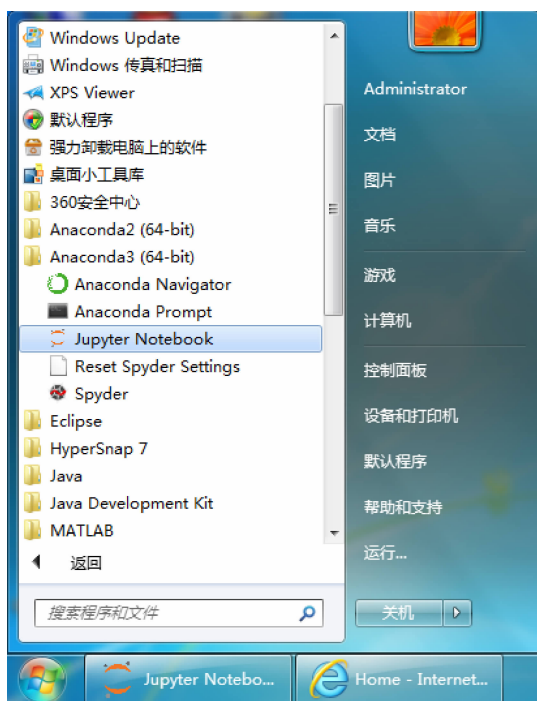 Windows Update
Windows 传真和扫描
XPS Viewer
默认程序
强力卸载电脑上的软件
桌面小工具库
360安全中心
Anaconda2 (64-bit)
Anaconda3 (64-bit)
Anaconda Navigator
Anaconda Prompt
Jupyter Notebook
Reset Spyder Settings
Spyder
Eclipse
HyperSnap 7
Java
Java Development Kit
MATLAB
返回
搜索程序和文件
Administrator
文档
图片
音乐
游戏
计算机
控制面板
设备和打印机
默认程序
帮助和支持
运行...
关机
Jupyter Notebo...
Home - Internet...